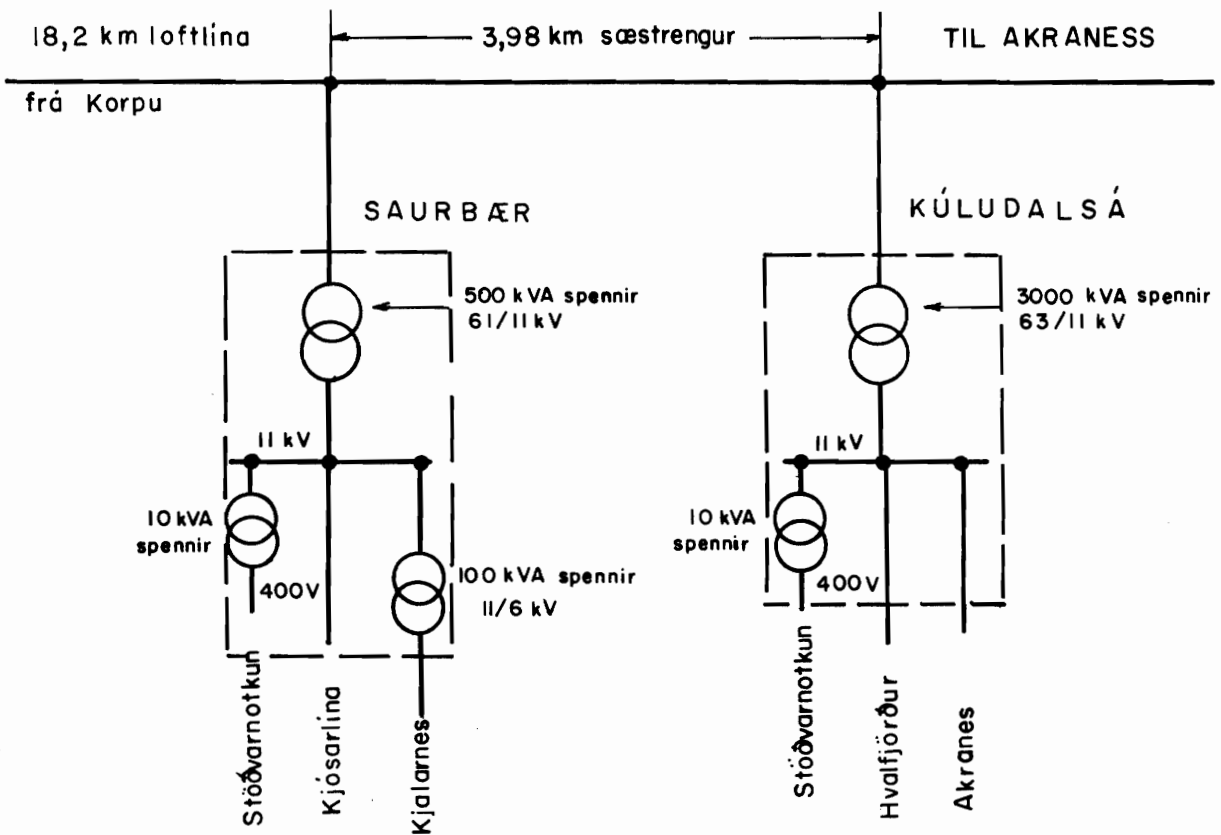 18,2 km loftlína
3,98 km sæstrengur
TIL AKRANESS
frá Korpu
SAURBÆR
KÚLUDALSÁ
500 kVA spennir
61/11 kV
3000 kVA spennir
63/11 kV
11 kV
11 kV
10 kVA
spennir
400V
100 kVA spennir
11/6 kV
10 kVA
spennir
400V
Stöðvarnotkun
Kjósarlína
Kjalarnes
Stöðvarnotkun
Hvalfjörður
Akranes